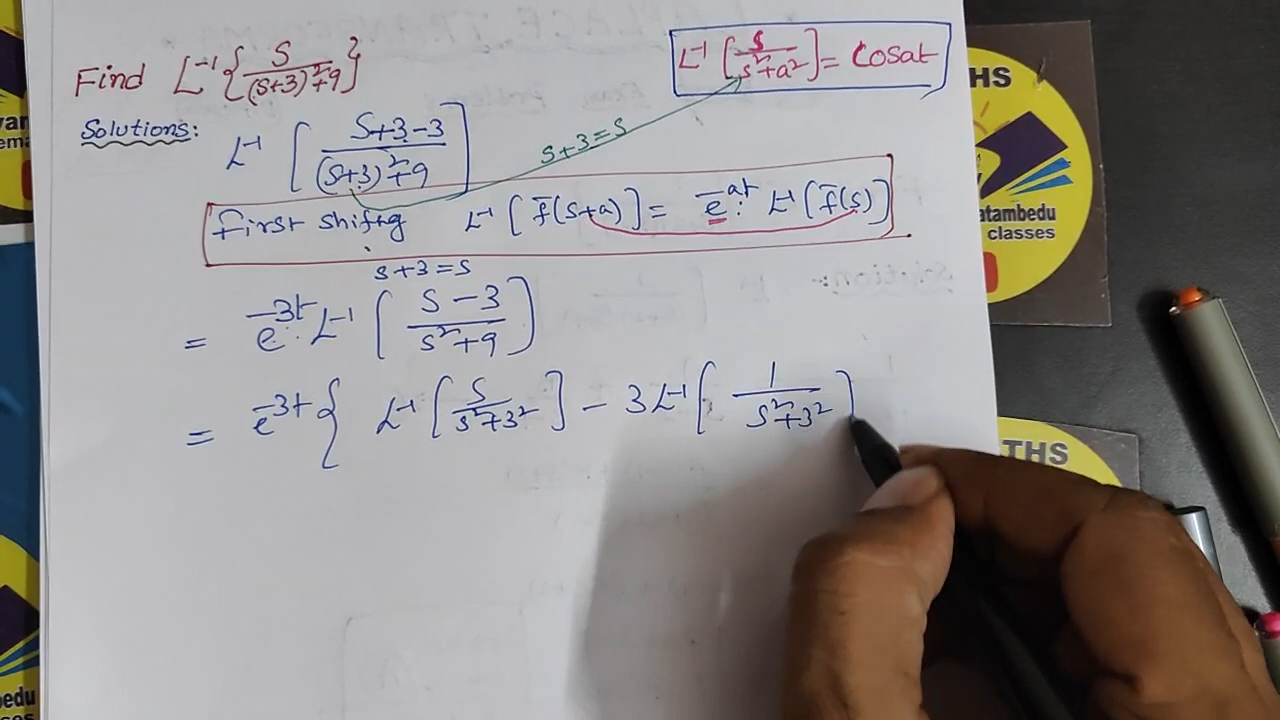 Find L⁻¹{ S/((s+3)²+9) }
L⁻¹[ s/(s²+a²) ] = Cosat
Solutions:
L⁻¹[ (S+3-3)/((s+3)²+9) ]
s+3=s
First shiftg L⁻¹[f̄(s+a)] = e⁻ᵃᵗ. L⁻¹[f̄(s)]
s+3=s
= e⁻³ᵗ. L⁻¹[ (S-3)/(s²+9) ]
= e⁻³ᵗ{ L⁻¹[ S/(s²+3²) ] - 3L⁻¹[ 1/(s²+3²) ]
HS
atambedu
classes
THS